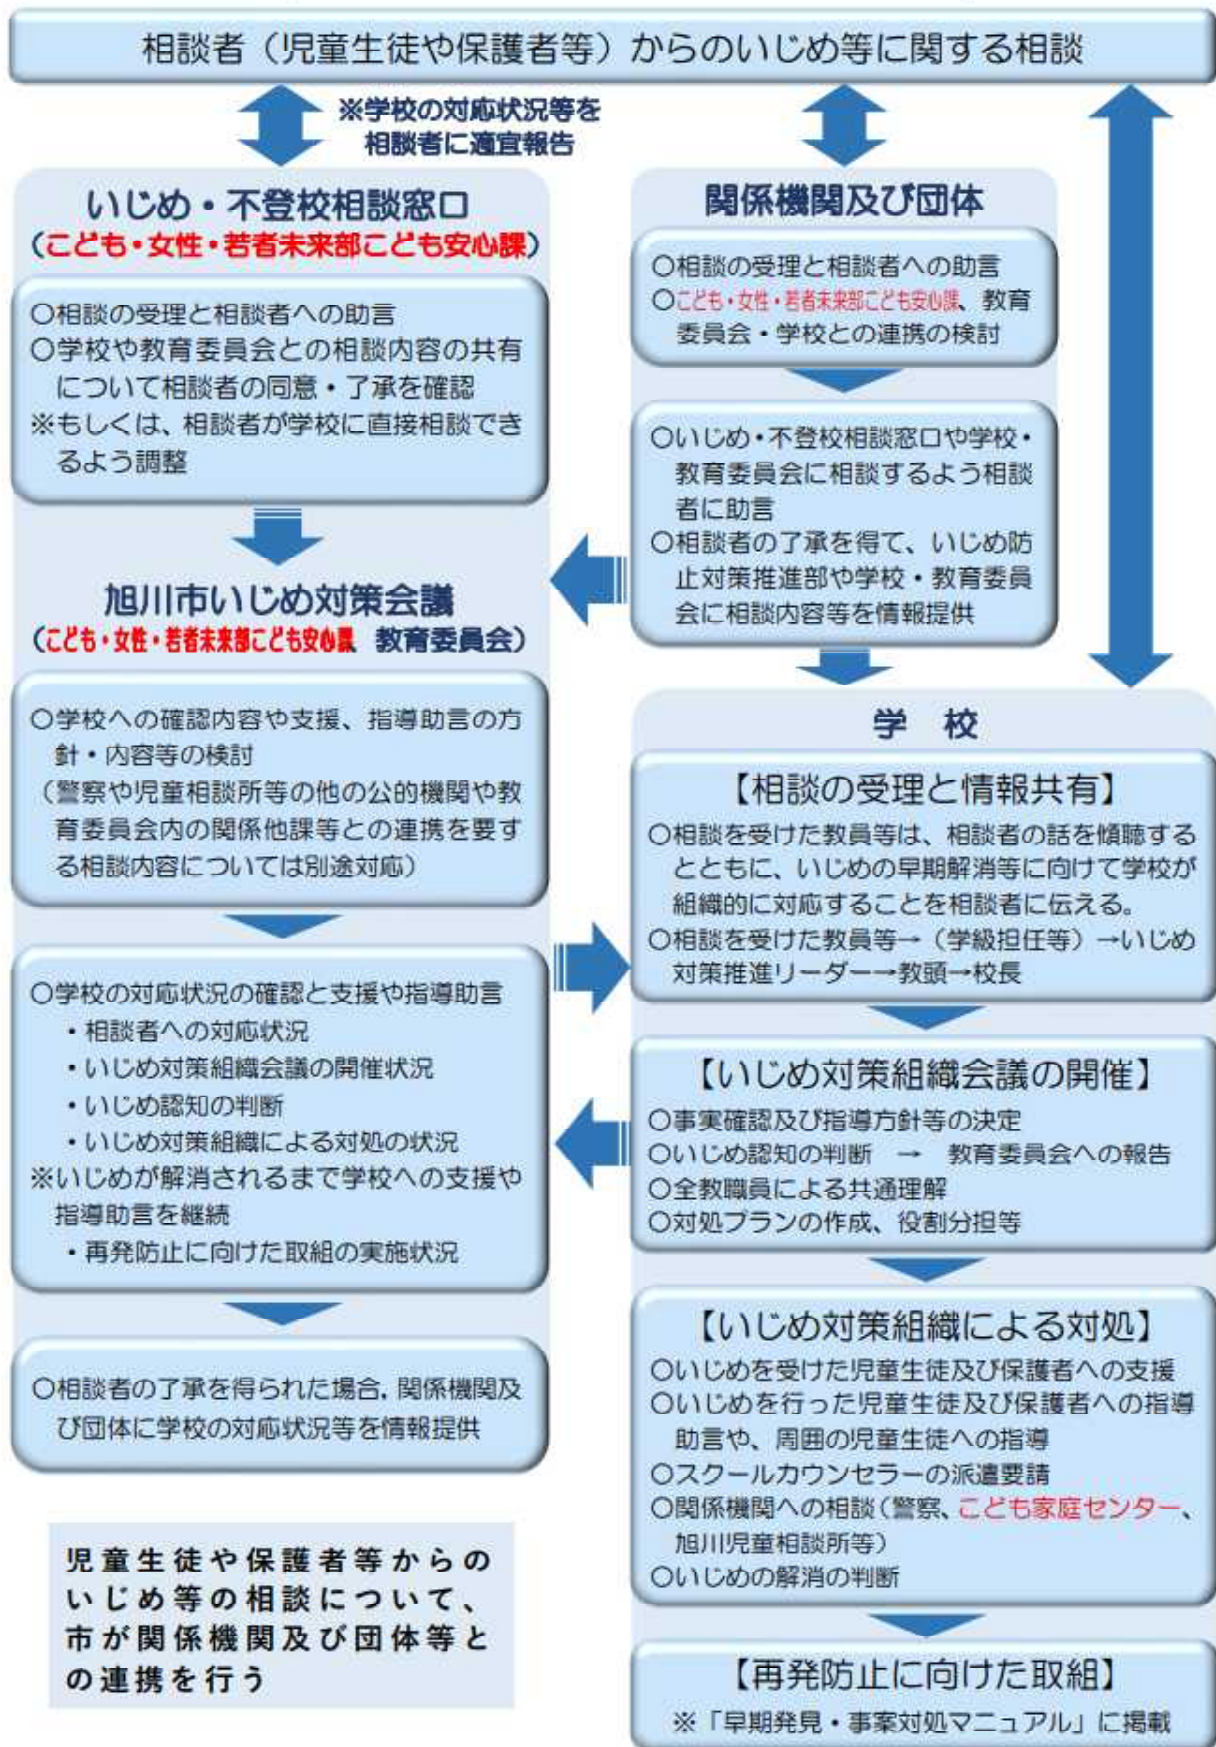 相談者（児童生徒や保護者等）からのいじめ等に関する相談
※学校の対応状況等を
相談者に適宜報告
いじめ・不登校相談窓口
（こども・女性・若者未来部こども安心課）
〇相談の受理と相談者への助言
〇学校や教育委員会との相談内容の共有
について相談者の同意・了承を確認
※もしくは、相談者が学校に直接相談でき
るよう調整
旭川市いじめ対策会議
（こども・女性・若者未来部こども安心課、教育委員会）
〇学校への確認内容や支援、指導助言の方
針・内容等の検討
（警察や児童相談所等の他の公的機関や教
育委員会内の関係他課等との連携を要す
る相談内容については別途対応）
〇学校の対応状況の確認と支援や指導助言
・相談者への対応状況
・いじめ対策組織会議の開催状況
・いじめ認知の判断
・いじめ対策組織による対処の状況
※いじめが解消されるまで学校への支援や
指導助言を継続
・再発防止に向けた取組の実施状況
〇相談者の了承を得られた場合，関係機関及
び団体に学校の対応状況等を情報提供
児童生徒や保護者等からの
いじめ等の相談について、
市が関係機関及び団体等と
の連携を行う
関係機関及び団体
〇相談の受理と相談者への助言
〇こども・女性・若者未来部こども安心課、教育
委員会・学校との連携の検討
〇いじめ・不登校相談窓口や学校・
教育委員会に相談するよう相談
者に助言
〇相談者の了承を得て、いじめ防
止対策推進部や学校・教育委員
会に相談内容等を情報提供
学　校
【相談の受理と情報共有】
〇相談を受けた教員等は、相談者の話を傾聴する
とともに、いじめの早期解消等に向けて学校が
組織的に対応することを相談者に伝える。
〇相談を受けた教員等→（学級担任等）→いじめ
対策推進リーダー→教頭→校長
【いじめ対策組織会議の開催】
〇事実確認及び指導方針等の決定
〇いじめ認知の判断　→　教育委員会への報告
〇全教職員による共通理解
〇対処プランの作成、役割分担等
【いじめ対策組織による対処】
〇いじめを受けた児童生徒及び保護者への支援
〇いじめを行った児童生徒及び保護者への指導
助言や、周囲の児童生徒への指導
〇スクールカウンセラーの派遣要請
〇関係機関への相談（警察、こども家庭センター、
旭川児童相談所等）
〇いじめの解消の判断
【再発防止に向けた取組】
※「早期発見・事案対処マニュアル」に掲載